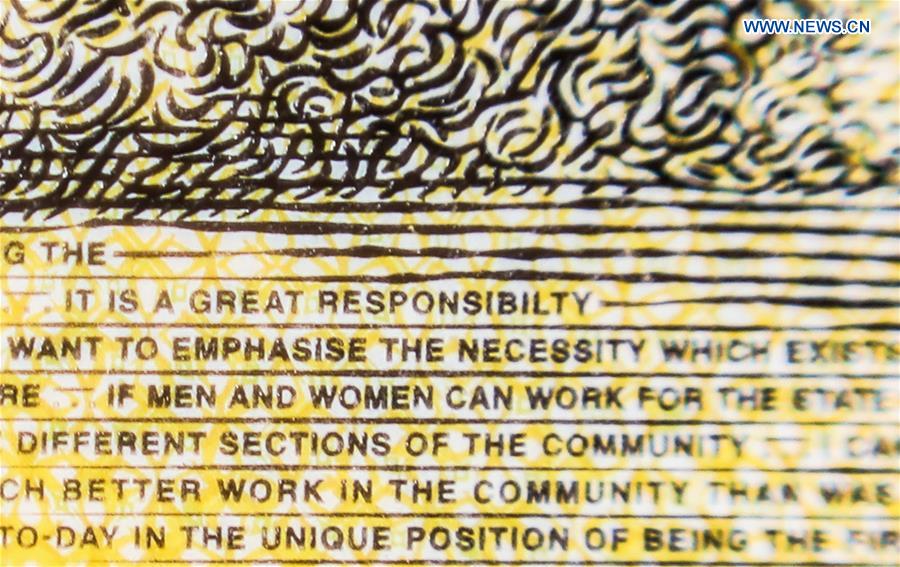 WWW.NEWS.CN
G THE
. . IT IS A GREAT RESPONSIBILTY
WANT TO EMPHASISE THE NECESSITY WHICH EXISTS
RE . . . IF MEN AND WOMEN CAN WORK FOR THE STATE
DIFFERENT SECTIONS OF THE COMMUNITY . . . I CA
CH BETTER WORK IN THE COMMUNITY THAN WAS
TO-DAY IN THE UNIQUE POSITION OF BEING THE FIR